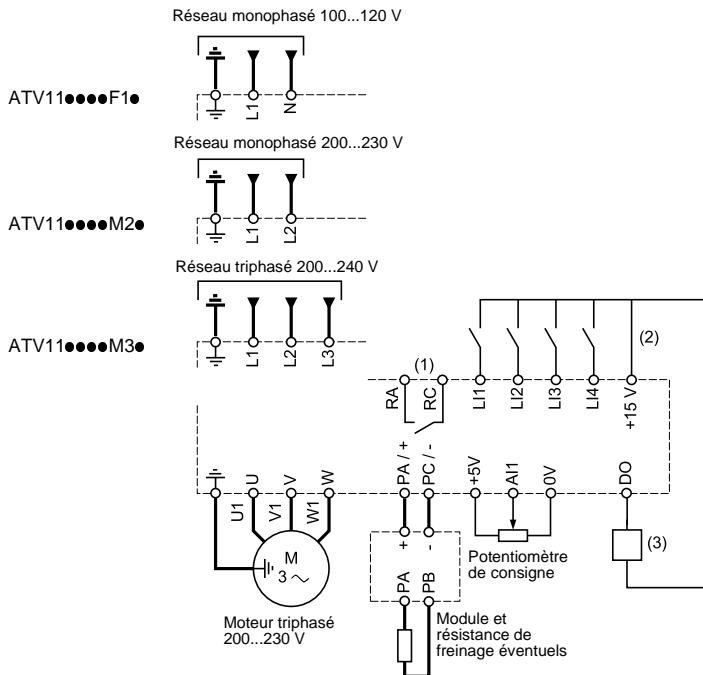 Réseau monophasé 100...120 V
ATV11●●●●F1●
L1
N
Réseau monophasé 200...230 V
ATV11●●●●M2●
L1
L2
Réseau triphasé 200...240 V
ATV11●●●●M3●
L1
L2
L3
(1)
(2)
RA
RC
LI1
LI2
LI3
LI4
+15 V
U
V
W
PA / +
PC / -
+5V
AI1
0V
DO
U1
V1
W1
M
3 ~
+
-
(3)
Potentiomètre
de consigne
PA
PB
Moteur triphasé
200...230 V
Module et
résistance de
freinage éventuels